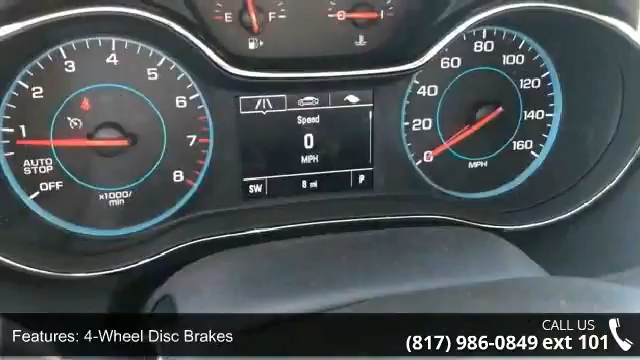 E F
C H
1 2 3 4 5 6 7 8
AUTO
STOP
OFF
x1000/
min
Speed
0
MPH
SW 8 mi IP
0 20 40 60 80 100 120 140 160
MPH
Features: 4-Wheel Disc Brakes
CALL US
(817) 986-0849 ext 101